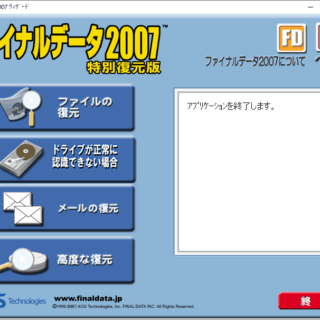 007 ウィザード
イナルデータ2007™
特別復元版
FD
ファイナルデータ2007について
ファイルの
復元
ドライブが正常に
認識できない場合
メールの復元
高度な復元
アプリケーションを終了します。
S Technologies
www.finaldata.jp
©1999-2007 AOS Technologies, Inc. FINALDATA INC. All Rights Reserved.
終